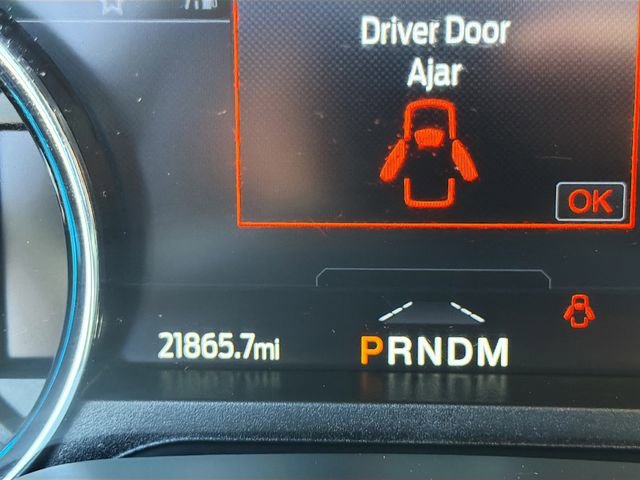 Driver Door
Ajar
OK
21865.7mi
PRNDM